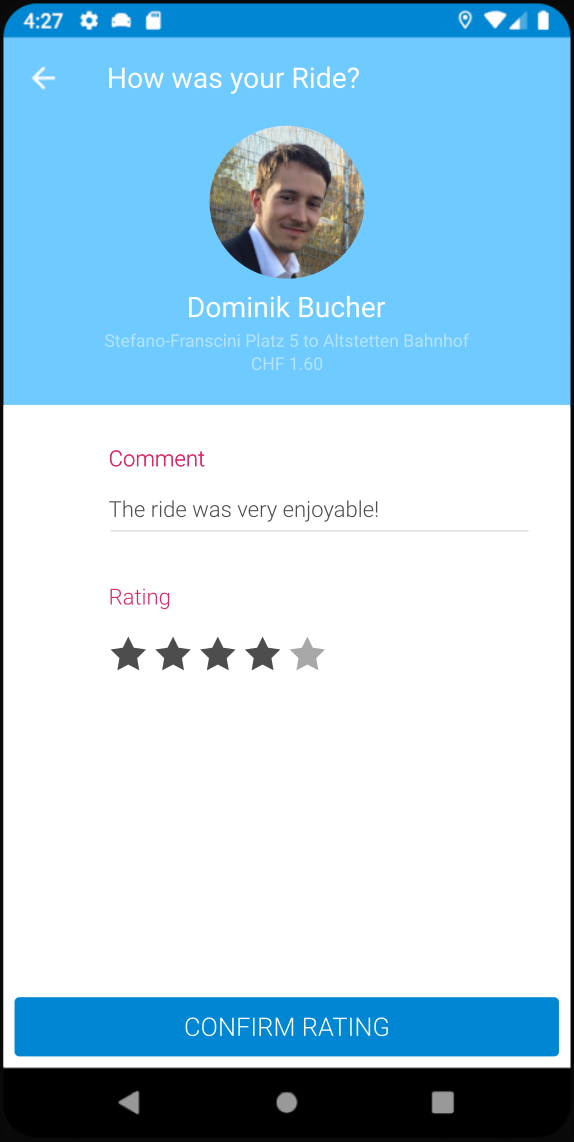 4:27
How was your Ride?
Dominik Bucher
Stefano-Franscini Platz 5 to Altstetten Bahnhof
CHF 1.60
Comment
The ride was very enjoyable!
Rating
CONFIRM RATING